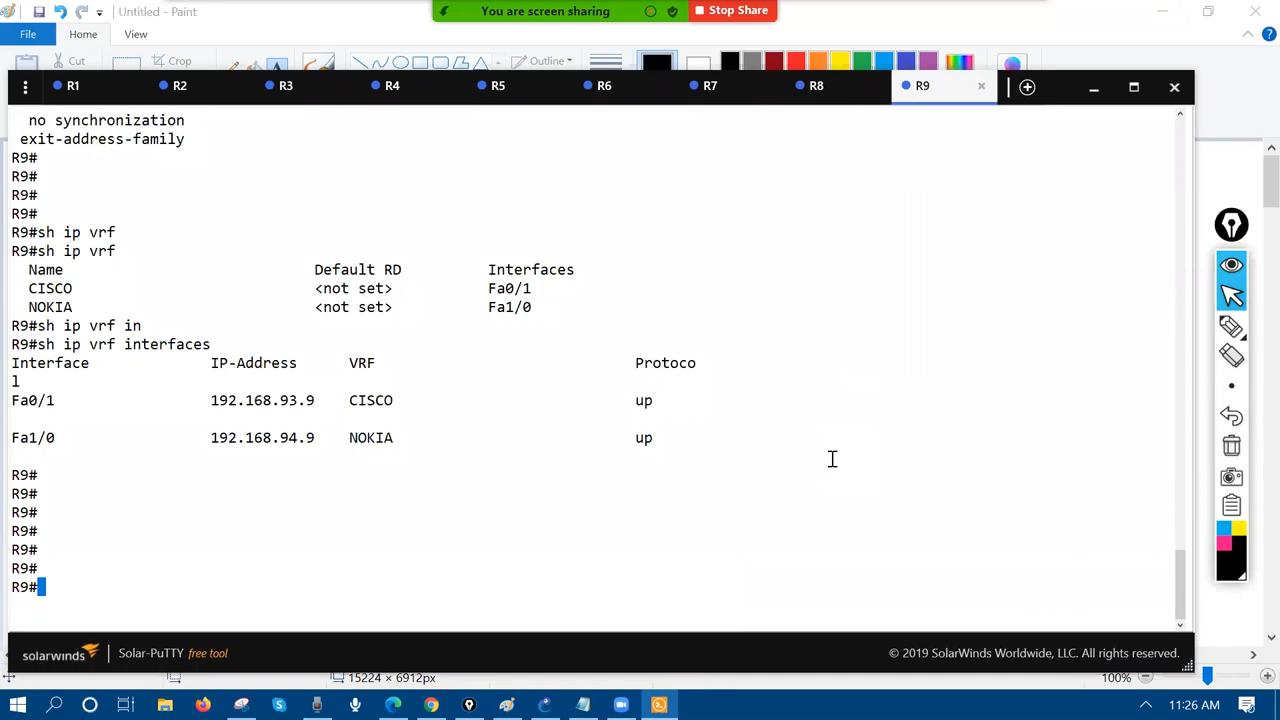 Untitled - Paint
You are screen sharing
Stop Share
File
Home
View
Cut
Crop
Outline
R1
R2
R3
R4
R5
R6
R7
R8
R9
no synchronization
exit-address-family
R9#
R9#
R9#
R9#
R9#sh ip vrf
R9#sh ip vrf
Name Default RD Interfaces
CISCO <not set> Fa0/1
NOKIA <not set> Fa1/0
R9#sh ip vrf in
R9#sh ip vrf interfaces
Interface IP-Address VRF Protoco
l
Fa0/1 192.168.93.9 CISCO up
Fa1/0 192.168.94.9 NOKIA up
R9#
R9#
R9#
R9#
R9#
R9#
R9#
solarwinds Solar-PuTTY free tool
© 2019 SolarWinds Worldwide, LLC. All rights reserved.
15224 × 6912px
100%
11:26 AM